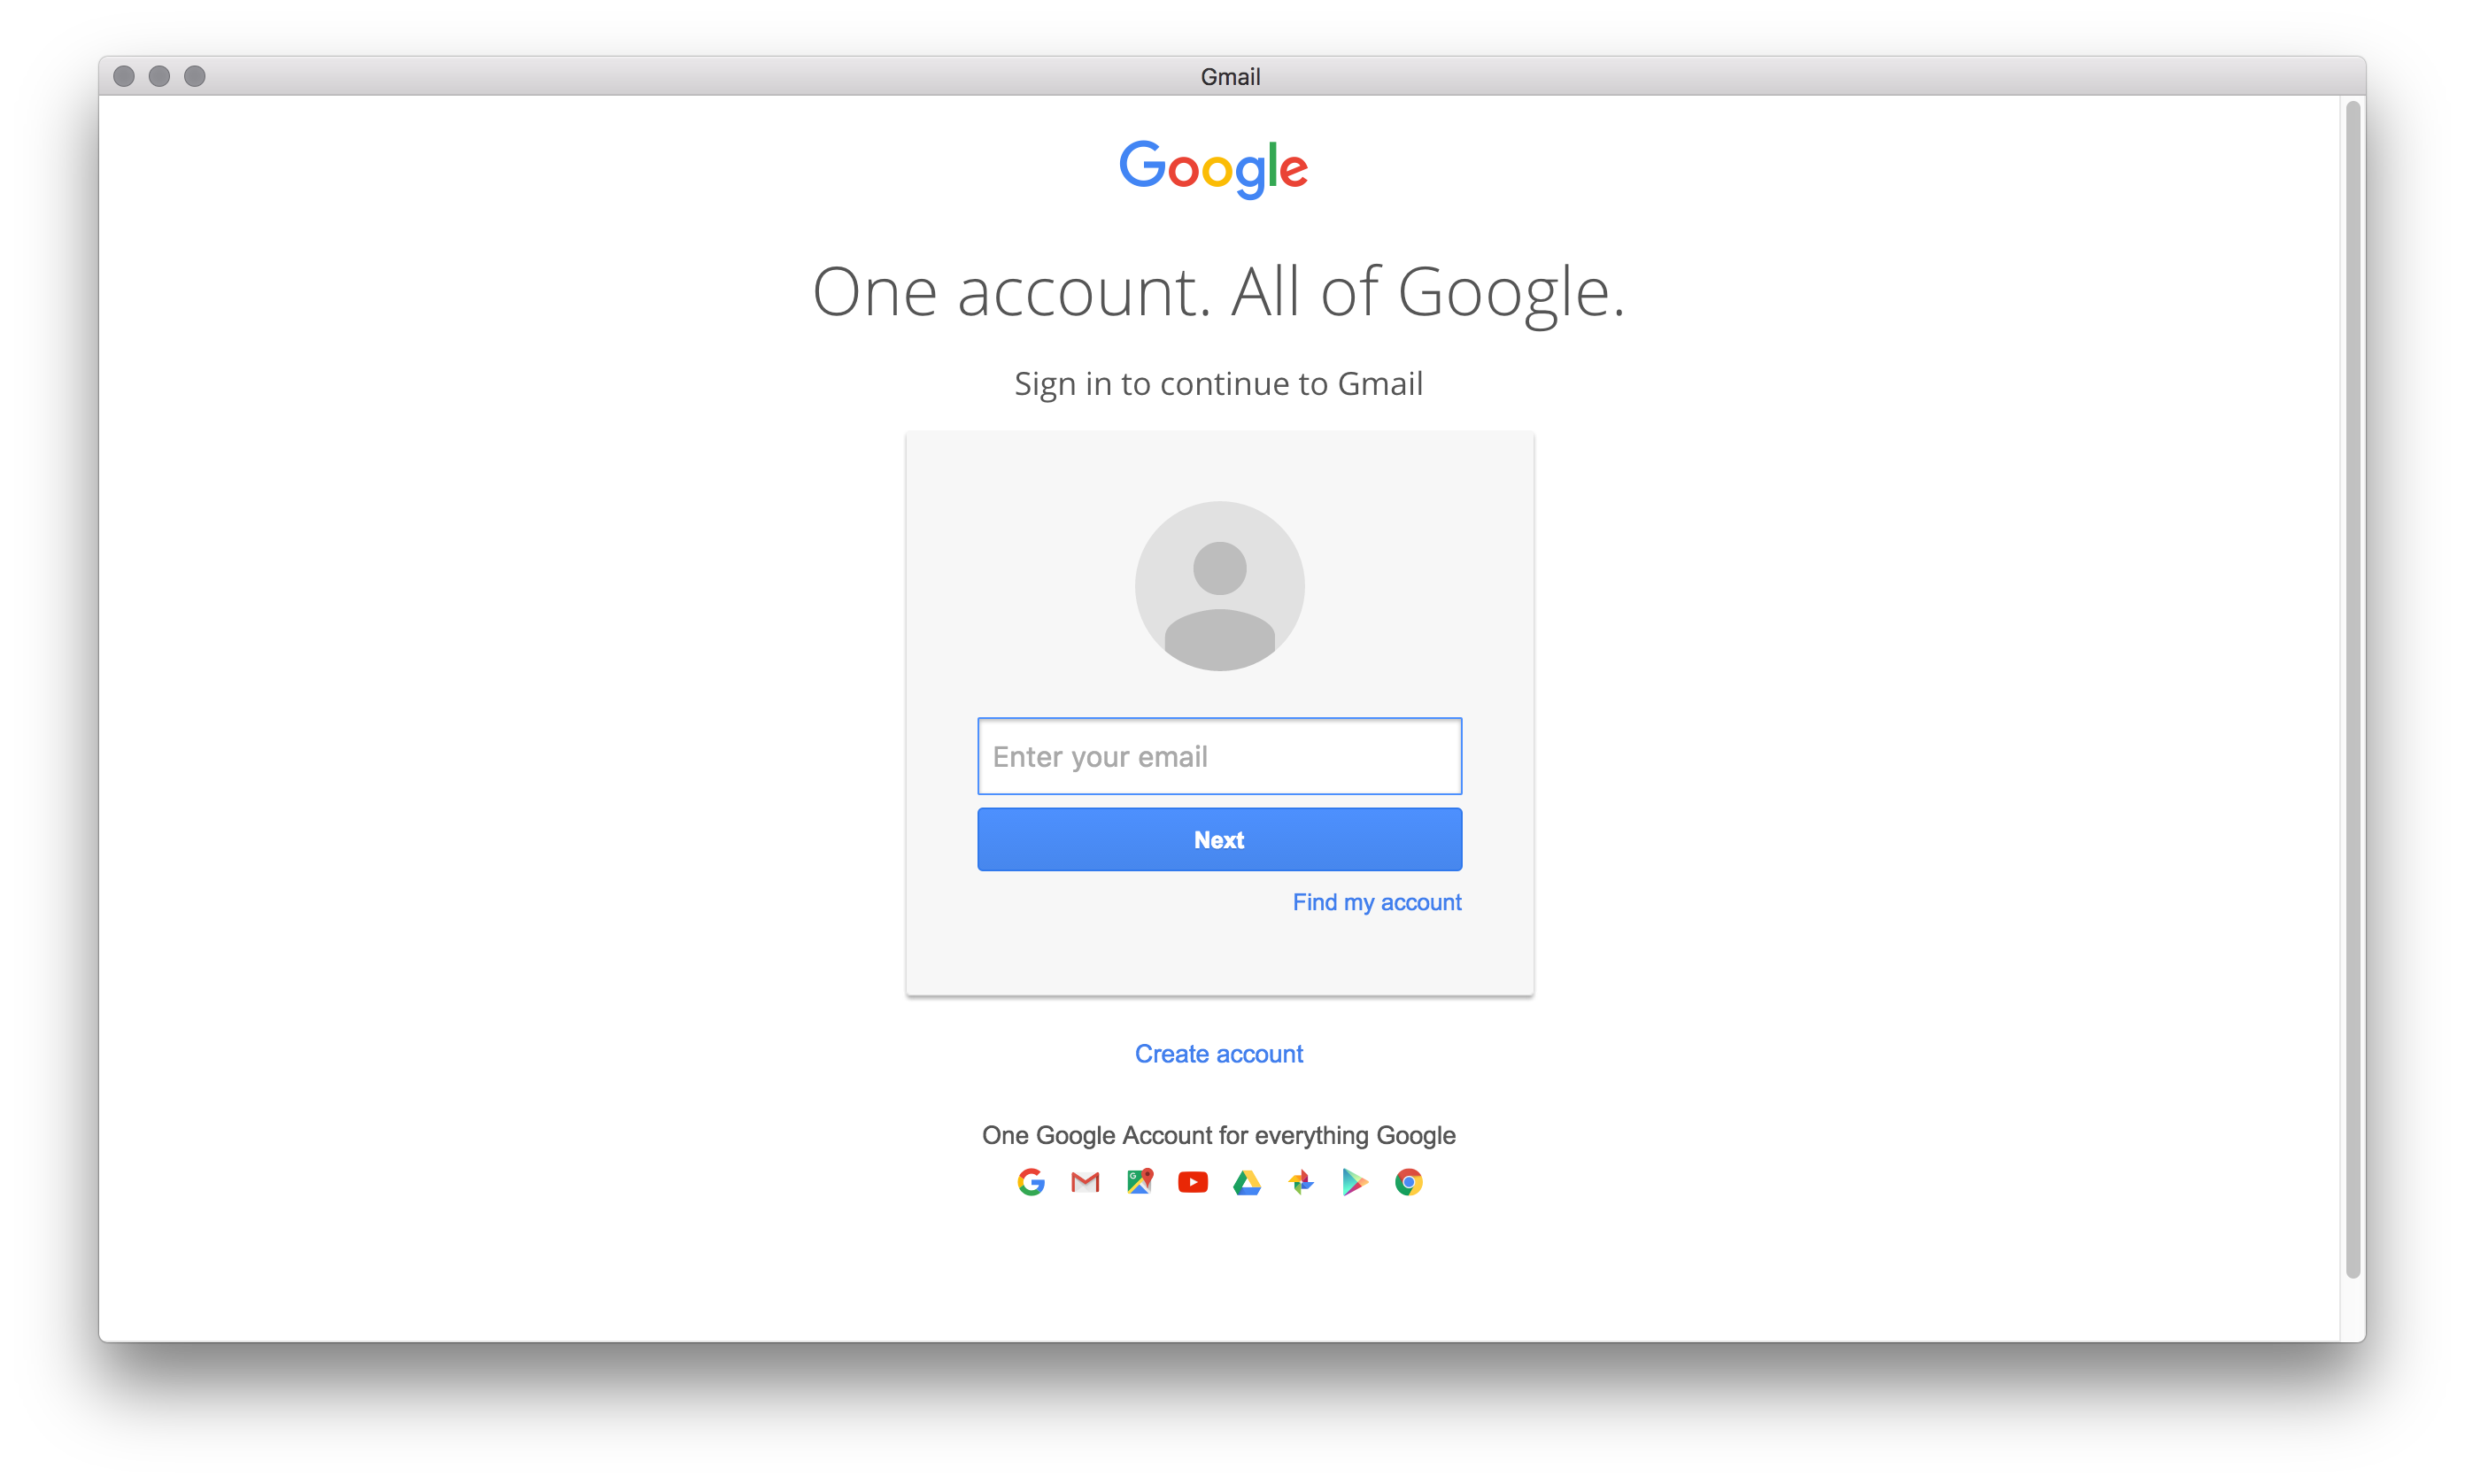 Gmail
Google
One account. All of Google.
Sign in to continue to Gmail
Enter your email
Next
Find my account
Create account
One Google Account for everything Google